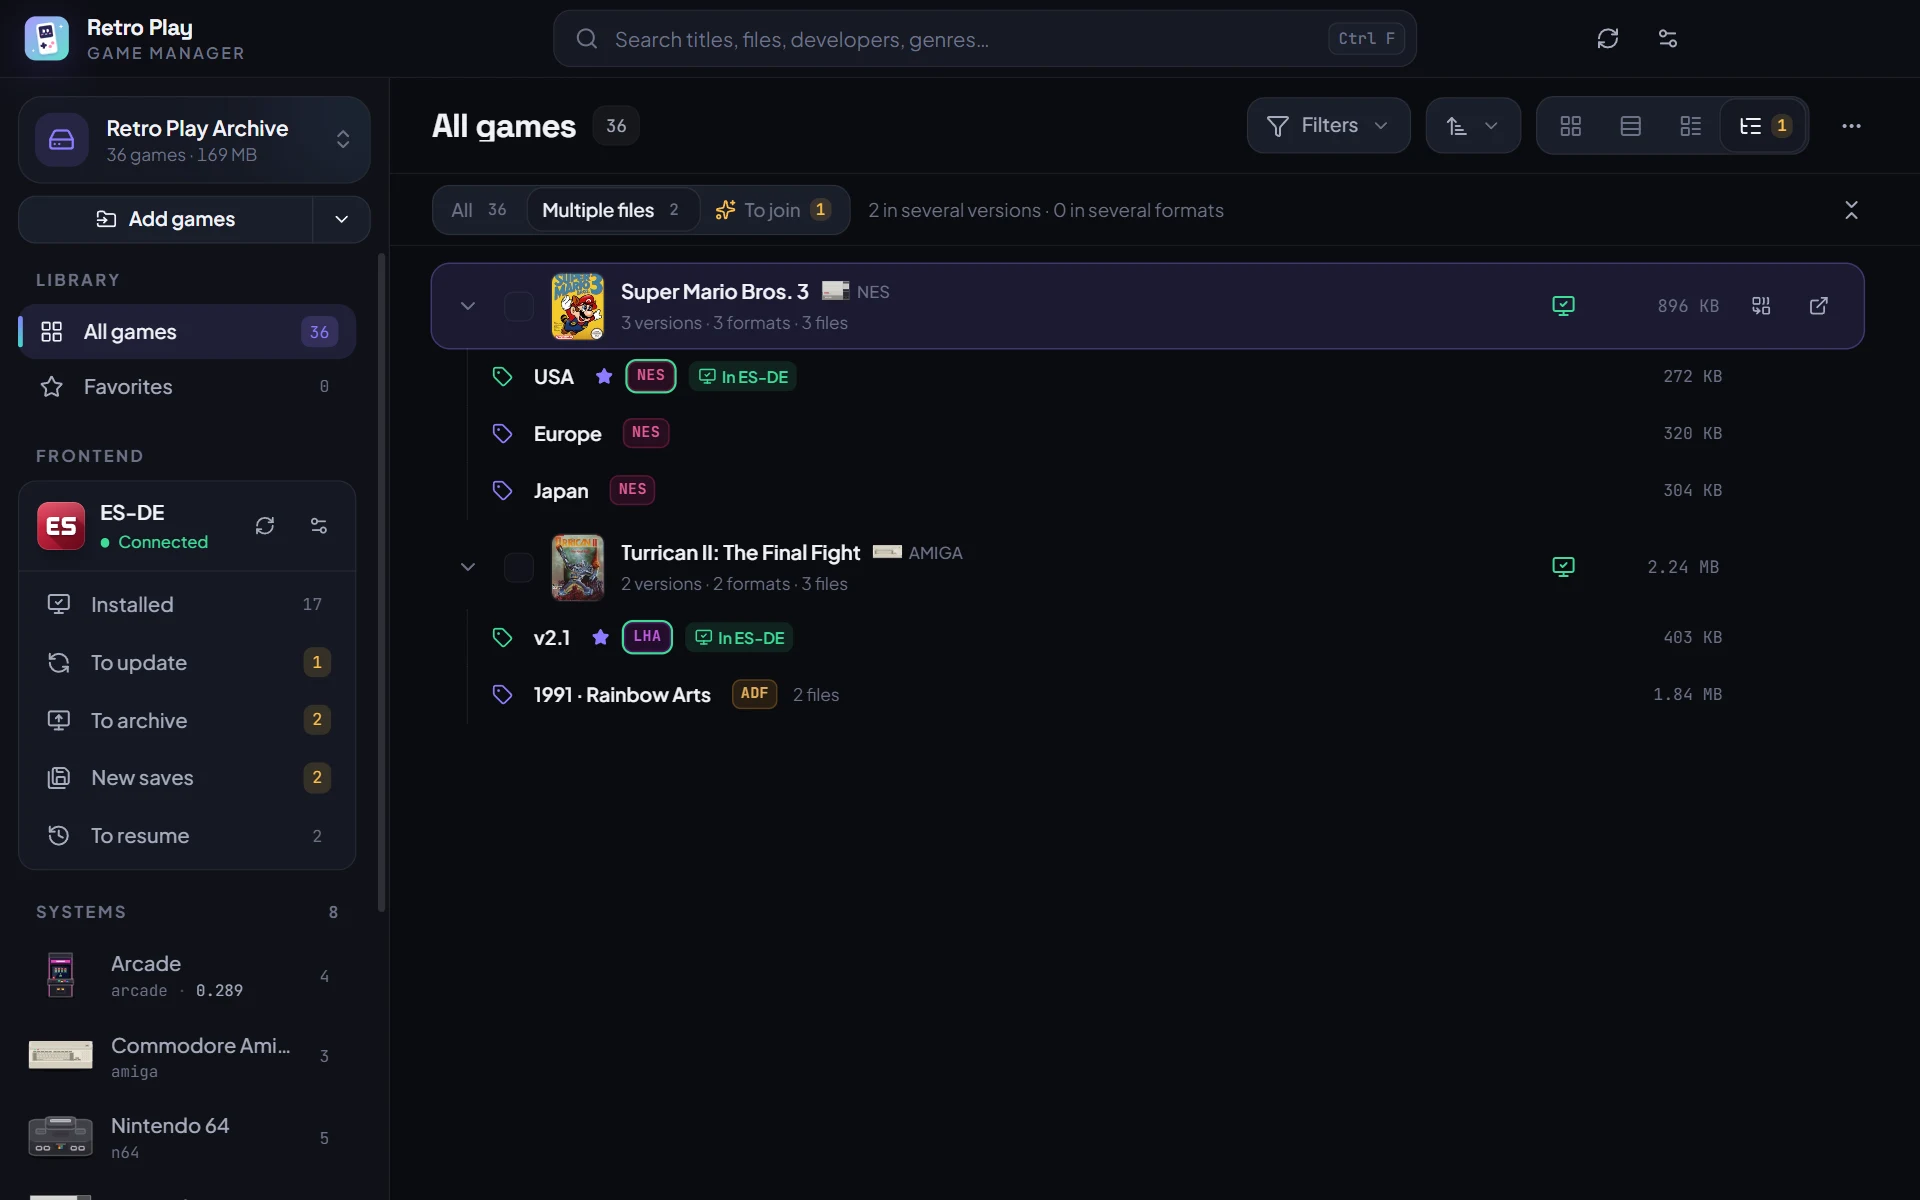 Retro Play
GAME MANAGER
Search titles, files, developers, genres...
Ctrl F
Retro Play Archive
36 games · 169 MB
Add games
LIBRARY
All games 36
Favorites 0
FRONTEND
ES
ES-DE
Connected
Installed 17
To update 1
To archive 2
New saves 2
To resume 2
SYSTEMS 8
Arcade 4
arcade · 0.289
Commodore Ami... 3
amiga
Nintendo 64 5
n64
All games 36
Filters
1
All 36 Multiple files 2 To join 1 2 in several versions · 0 in several formats
SUPER MARIO BROS. 3
Super Mario Bros. 3 NES
3 versions · 3 formats · 3 files
896 KB
USA NES In ES-DE 272 KB
Europe NES 320 KB
Japan NES 304 KB
TURRICAN II
Turrican II: The Final Fight AMIGA
2 versions · 2 formats · 3 files
2.24 MB
v2.1 LHA In ES-DE 403 KB
1991 · Rainbow Arts ADF 2 files 1.84 MB